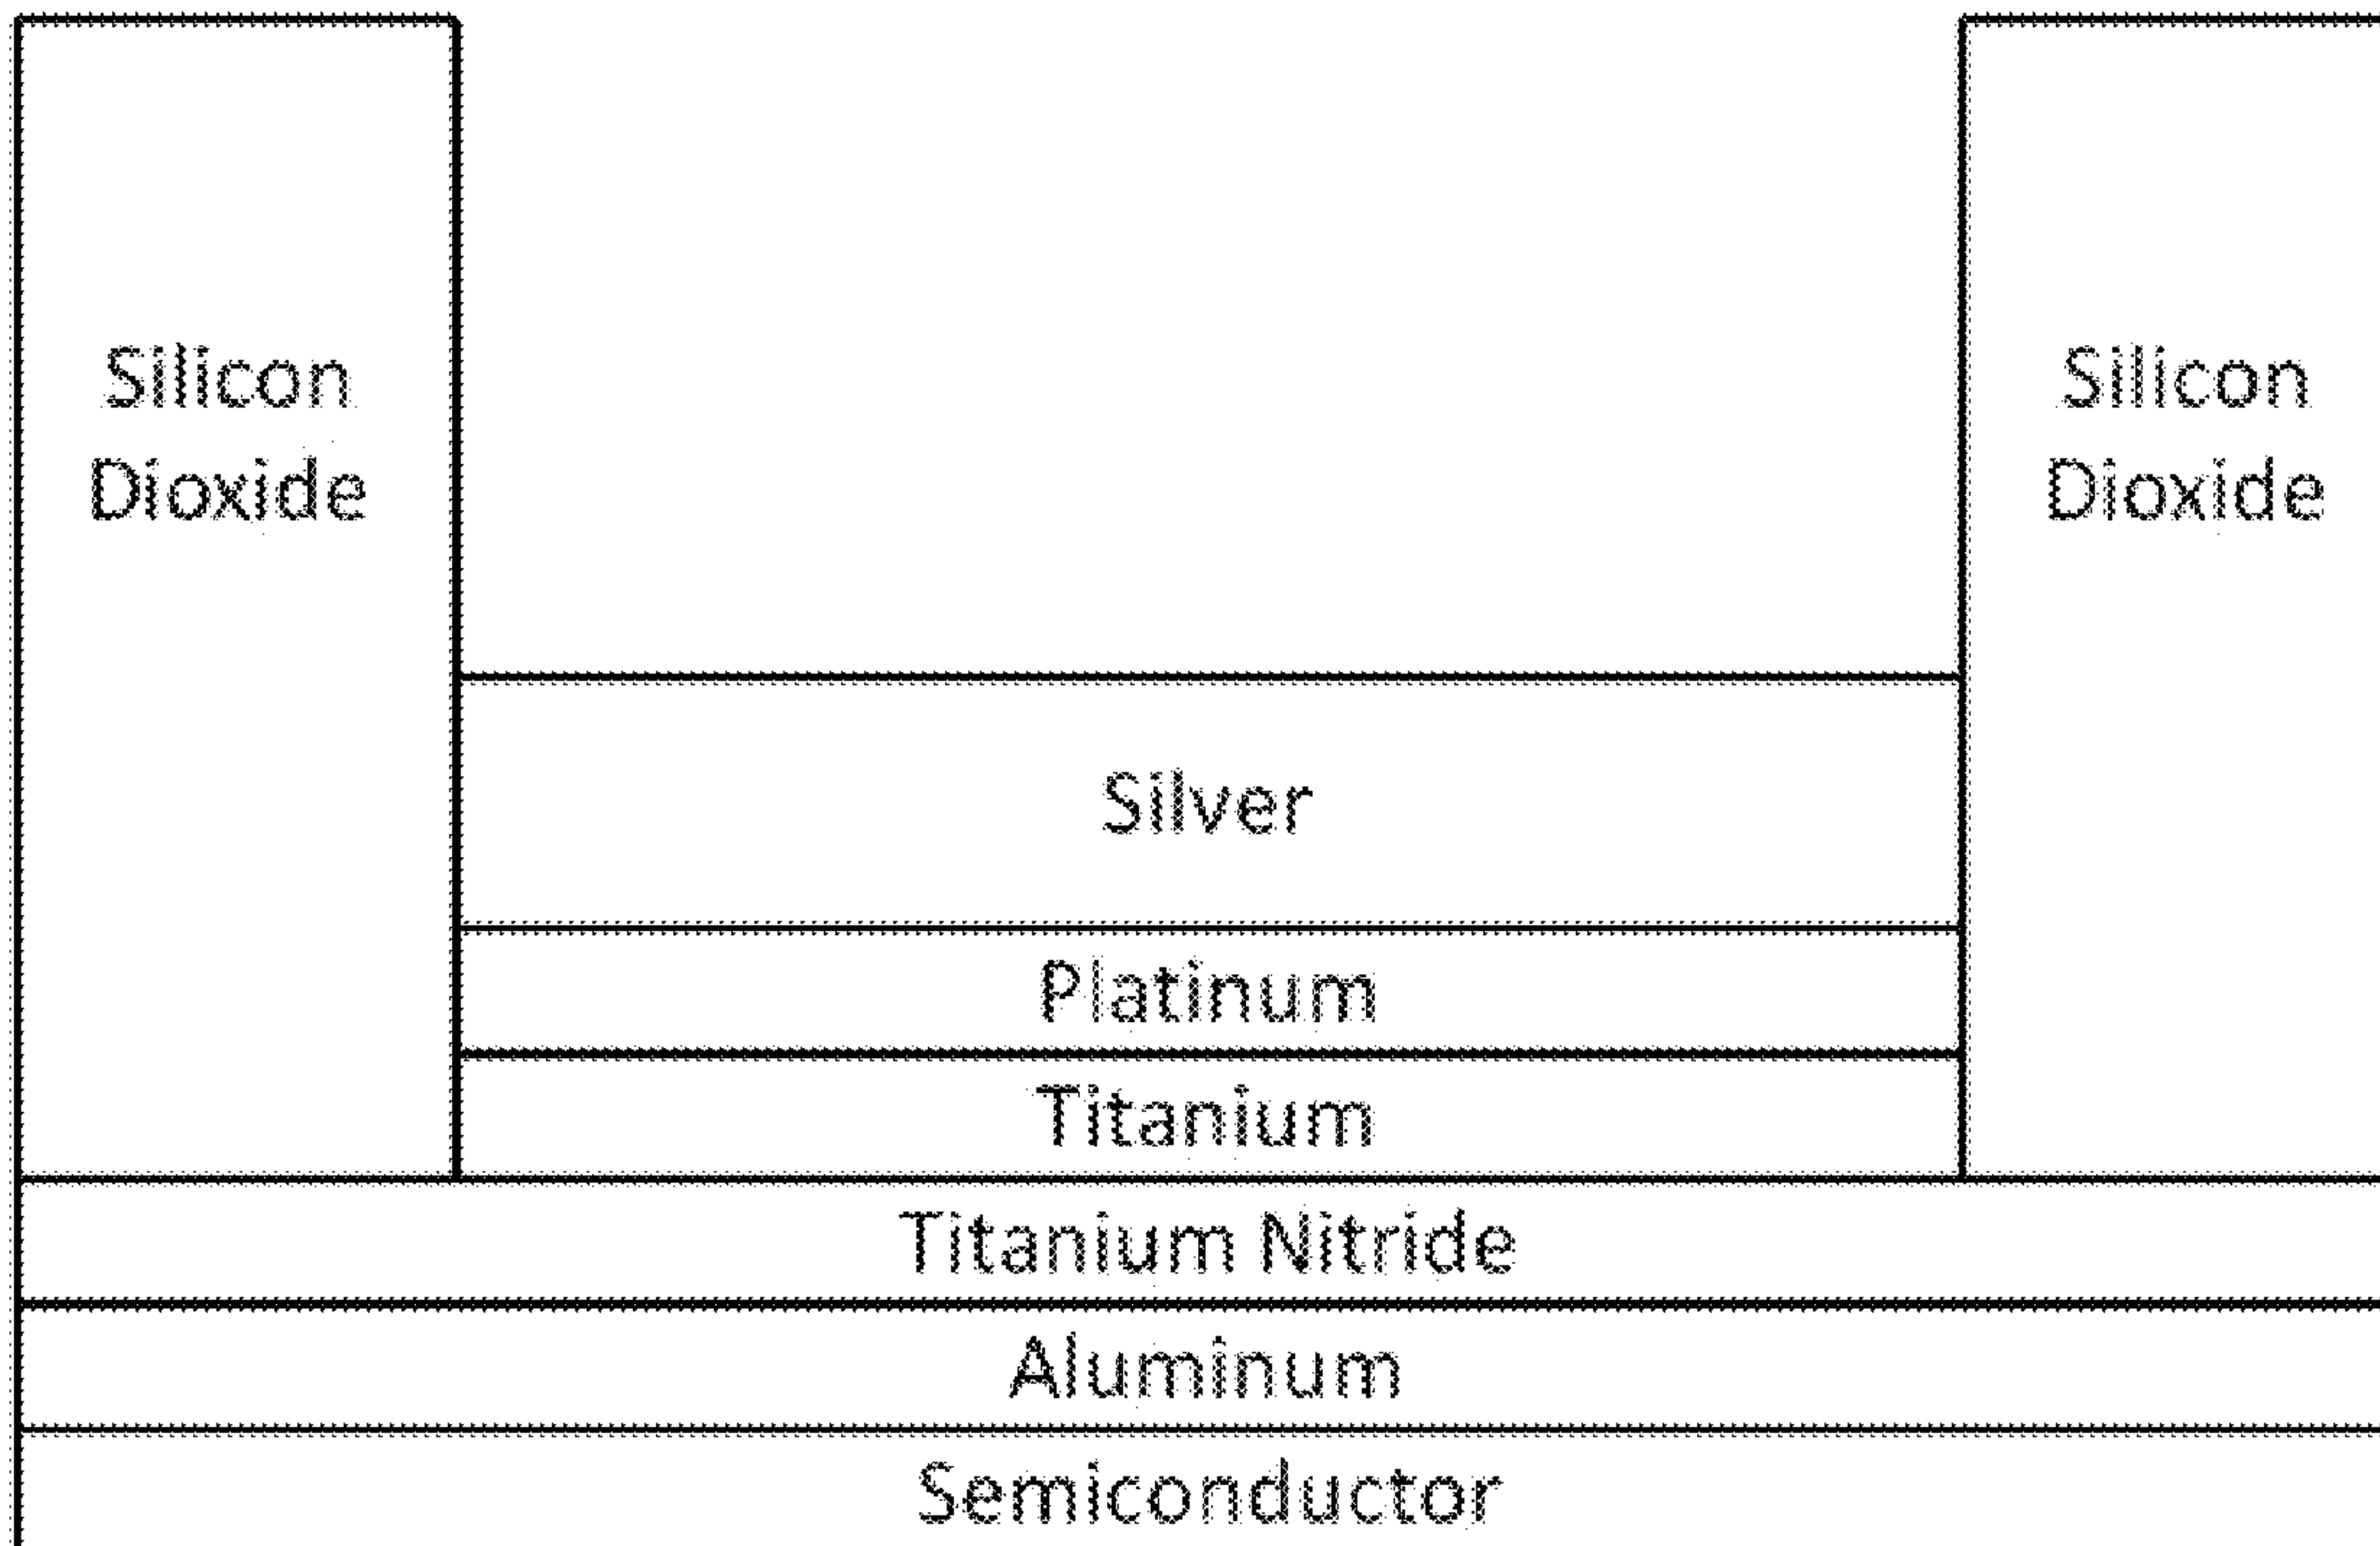 Silicon
Dioxide
Silicon
Dioxide
Silver
Platinum
Titanium
Titanium Nitride
Aluminum
Semiconductor